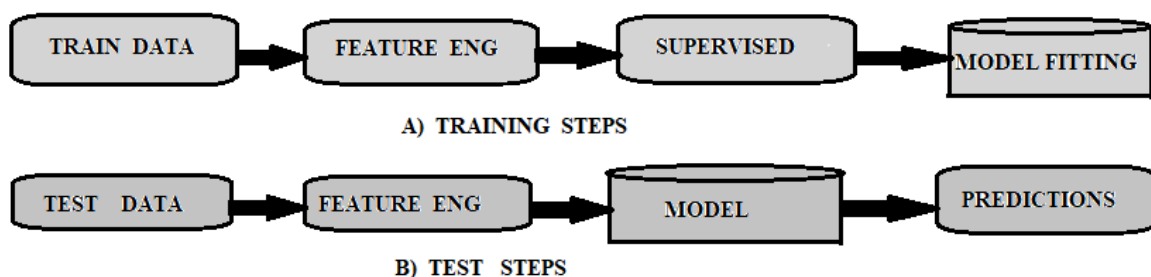 TRAIN DATA
FEATURE ENG
SUPERVISED
MODEL FITTING
A) TRAINING STEPS
TEST DATA
FEATURE ENG
MODEL
PREDICTIONS
B) TEST STEPS